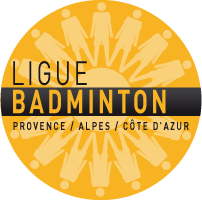 LIGUE
BADMINTON
PROVENCE / ALPES / CÔTE D'AZUR